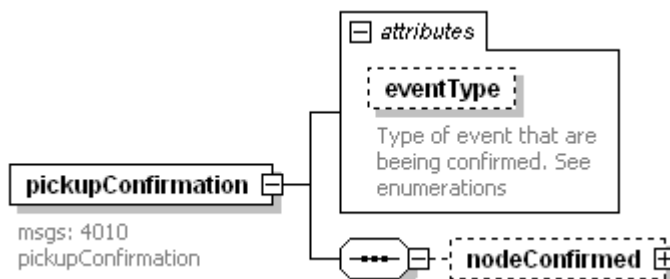 attributes
eventType
Type of event that are
beeing confirmed. See
enumerations
pickupConfirmation
msgs: 4010
pickupConfirmation
nodeConfirmed